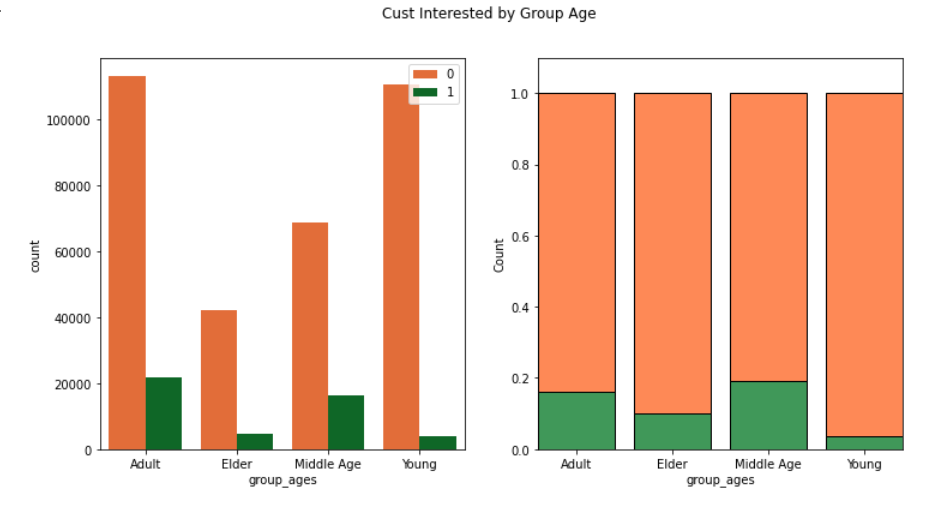 Cust Interested by Group Age
0
1
100000
80000
60000
40000
20000
0
count
Adult Elder Middle Age Young
group_ages
1.0
0.8
0.6
0.4
0.2
0.0
Count
Adult Elder Middle Age Young
group_ages